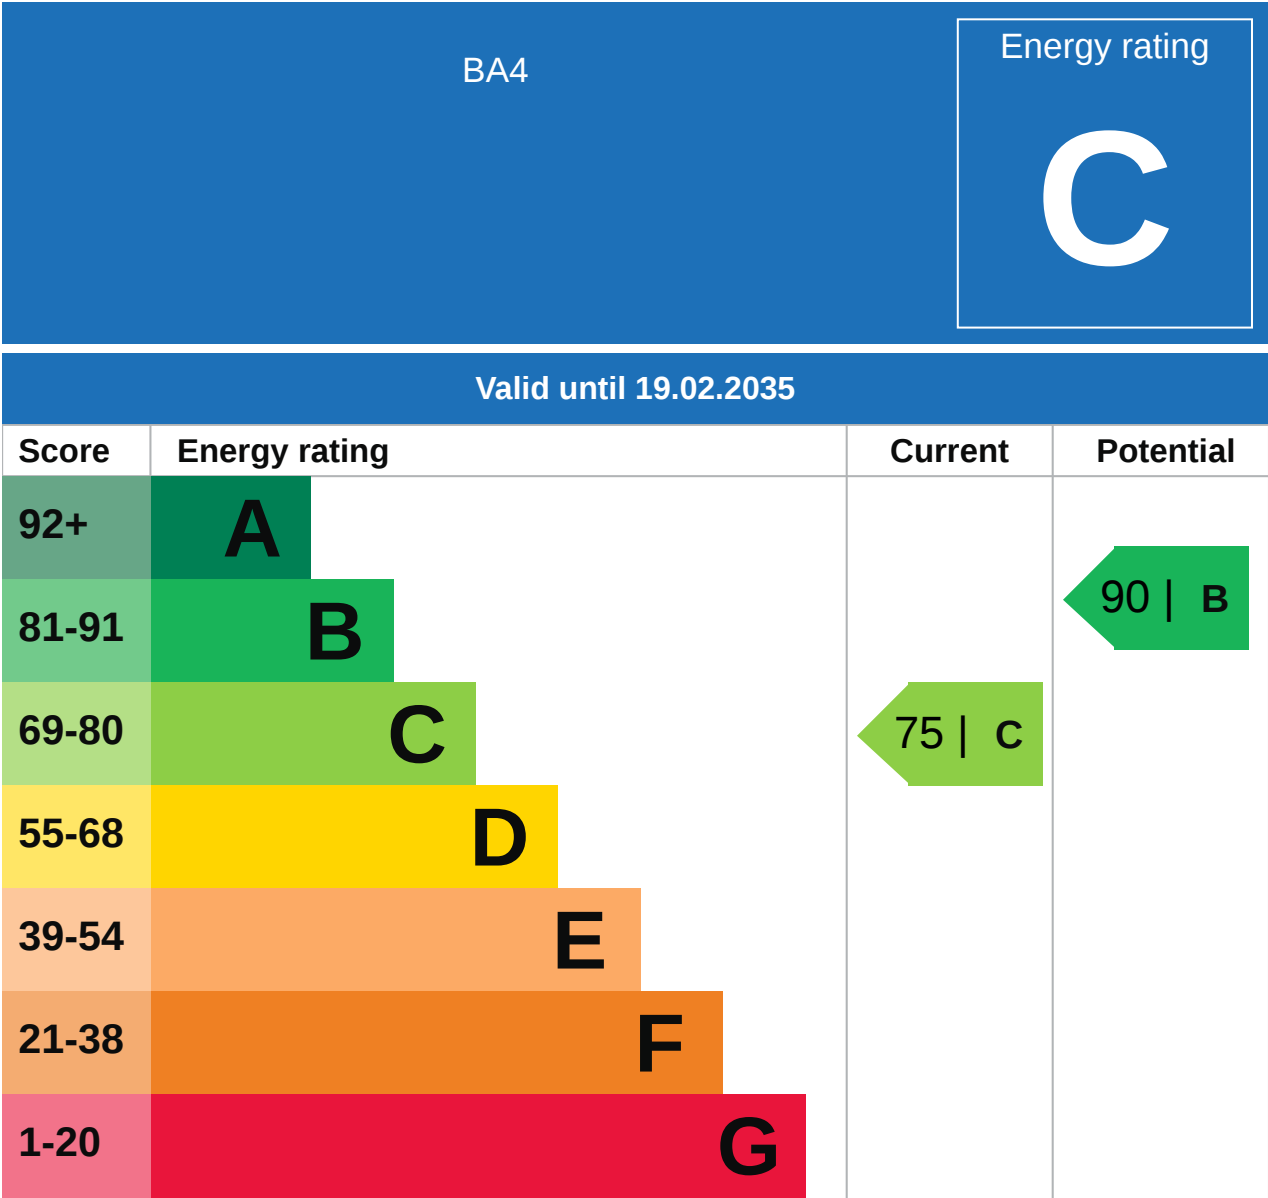 BA4
Energy rating
C
Valid until 19.02.2035
Score Energy rating Current Potential
92+ A
81-91 B 90 | B
69-80 C 75 | C
55-68 D
39-54 E
21-38 F
1-20 G